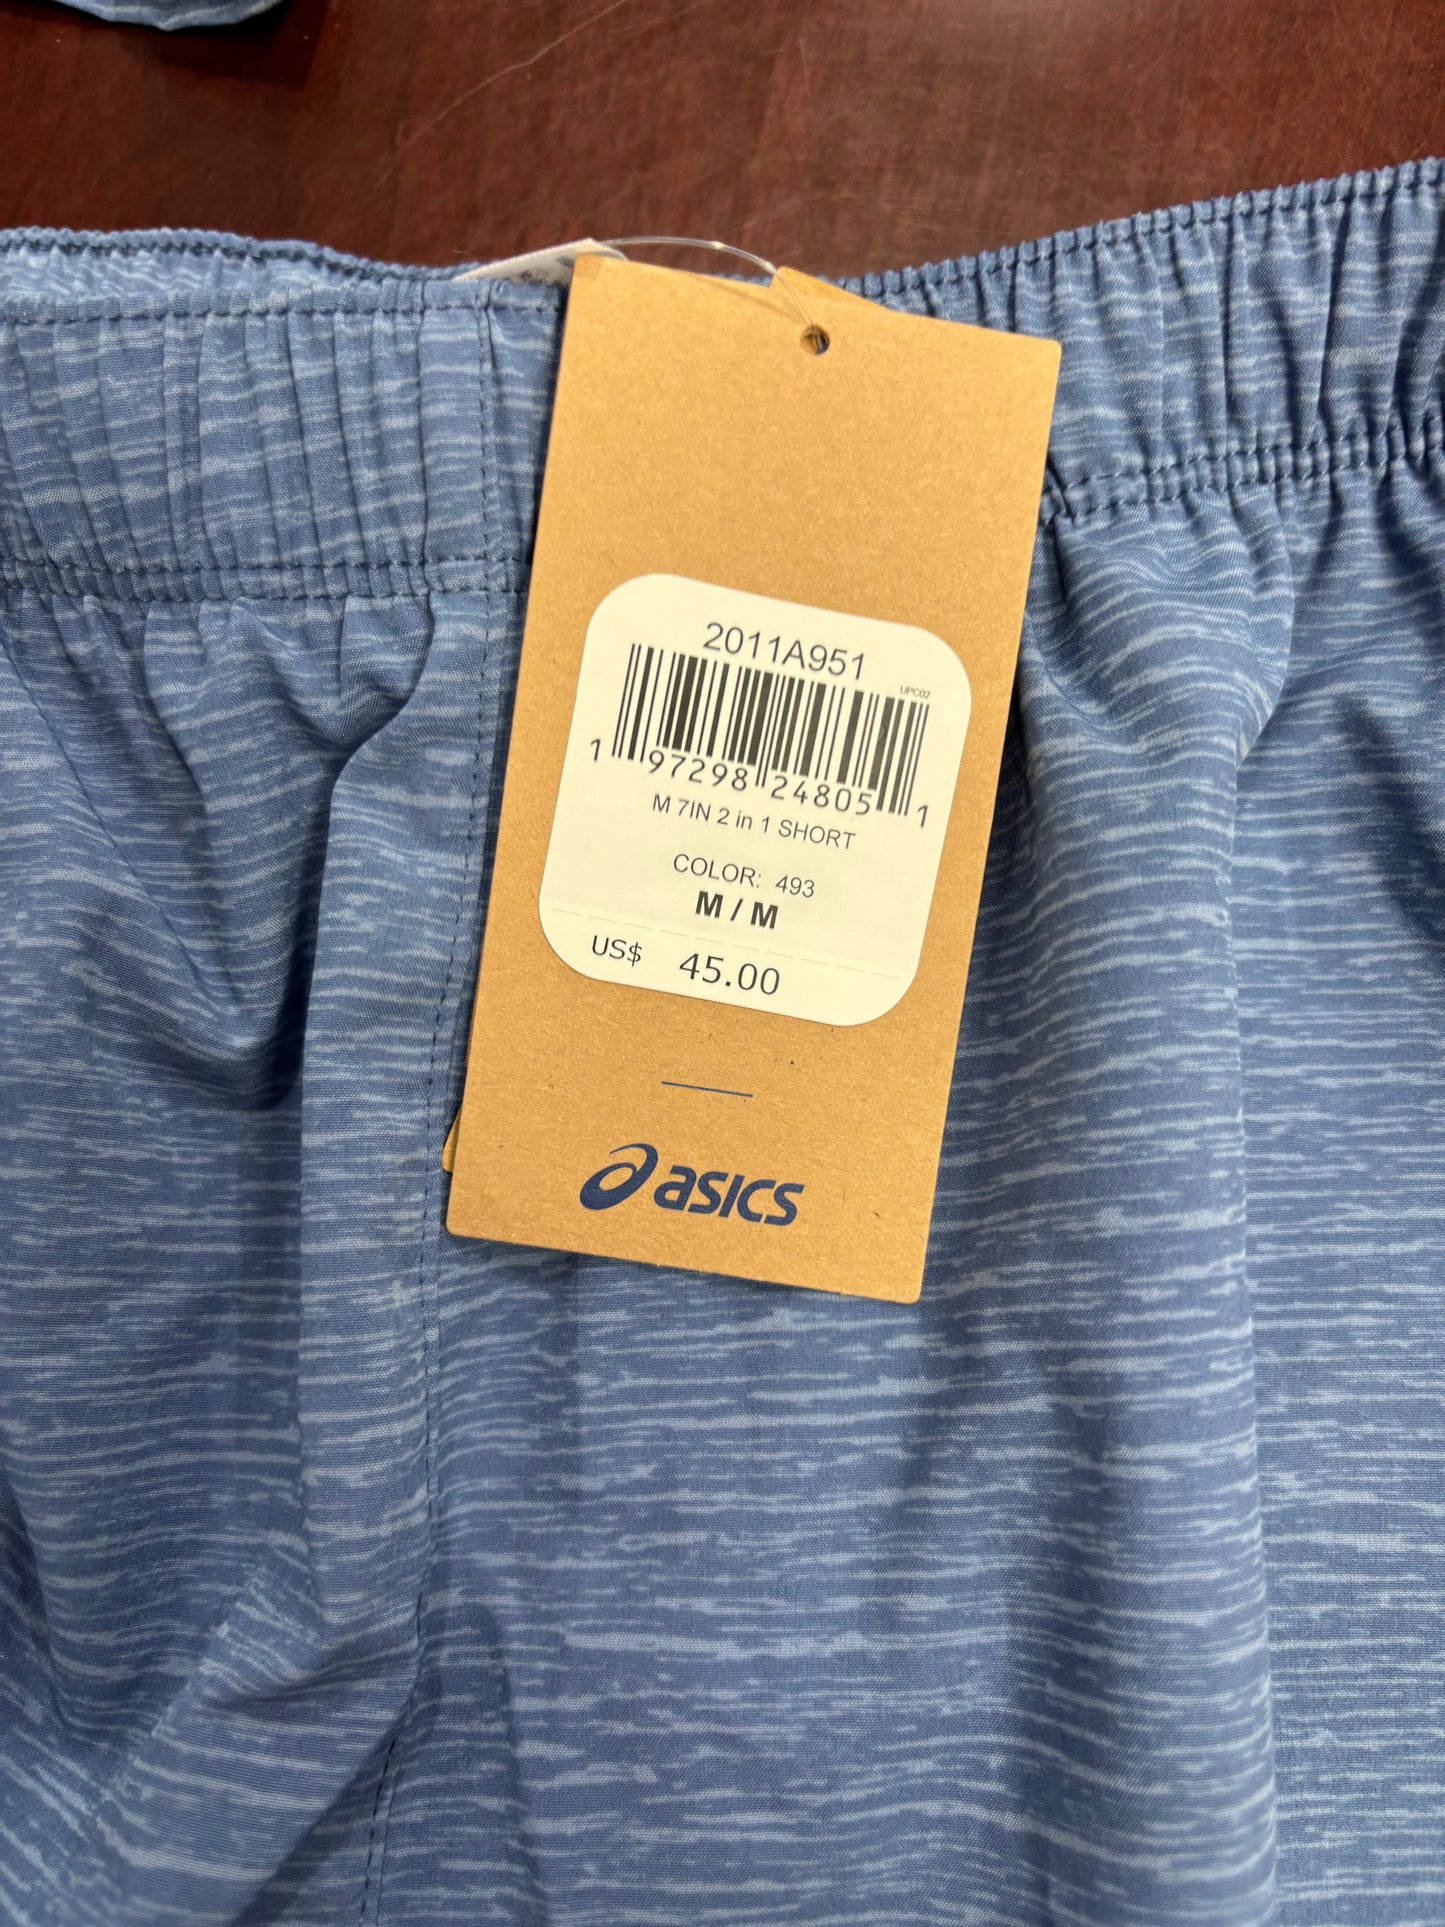 2011A951
UPC02
1 97298 24805 1
M 7IN 2 in 1 SHORT
COLOR: 493
M / M
US$ 45.00
asics